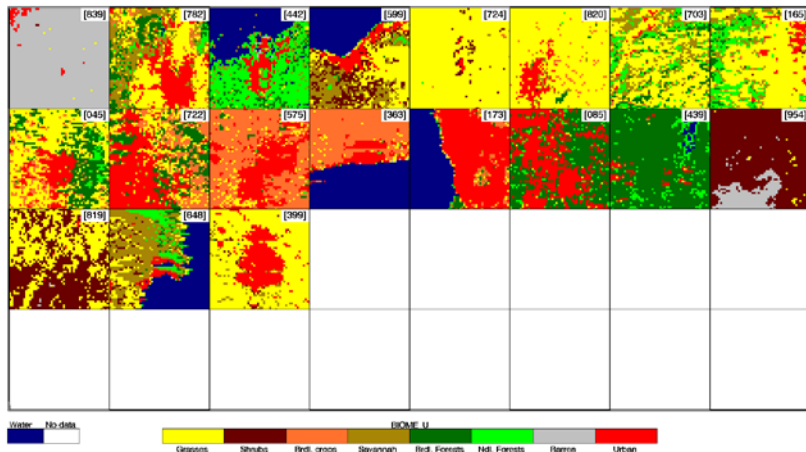 [839] [782] [442] [599] [724] [820] [703] [165]
[045] [722] [575] [363] [173] [085] [439] [954]
[819] [648] [399]
Water No-data BIOME_U
Grasses Shrubs Brdl. crops Savannah Brdl. Forests Ndl. Forests Barren Urban